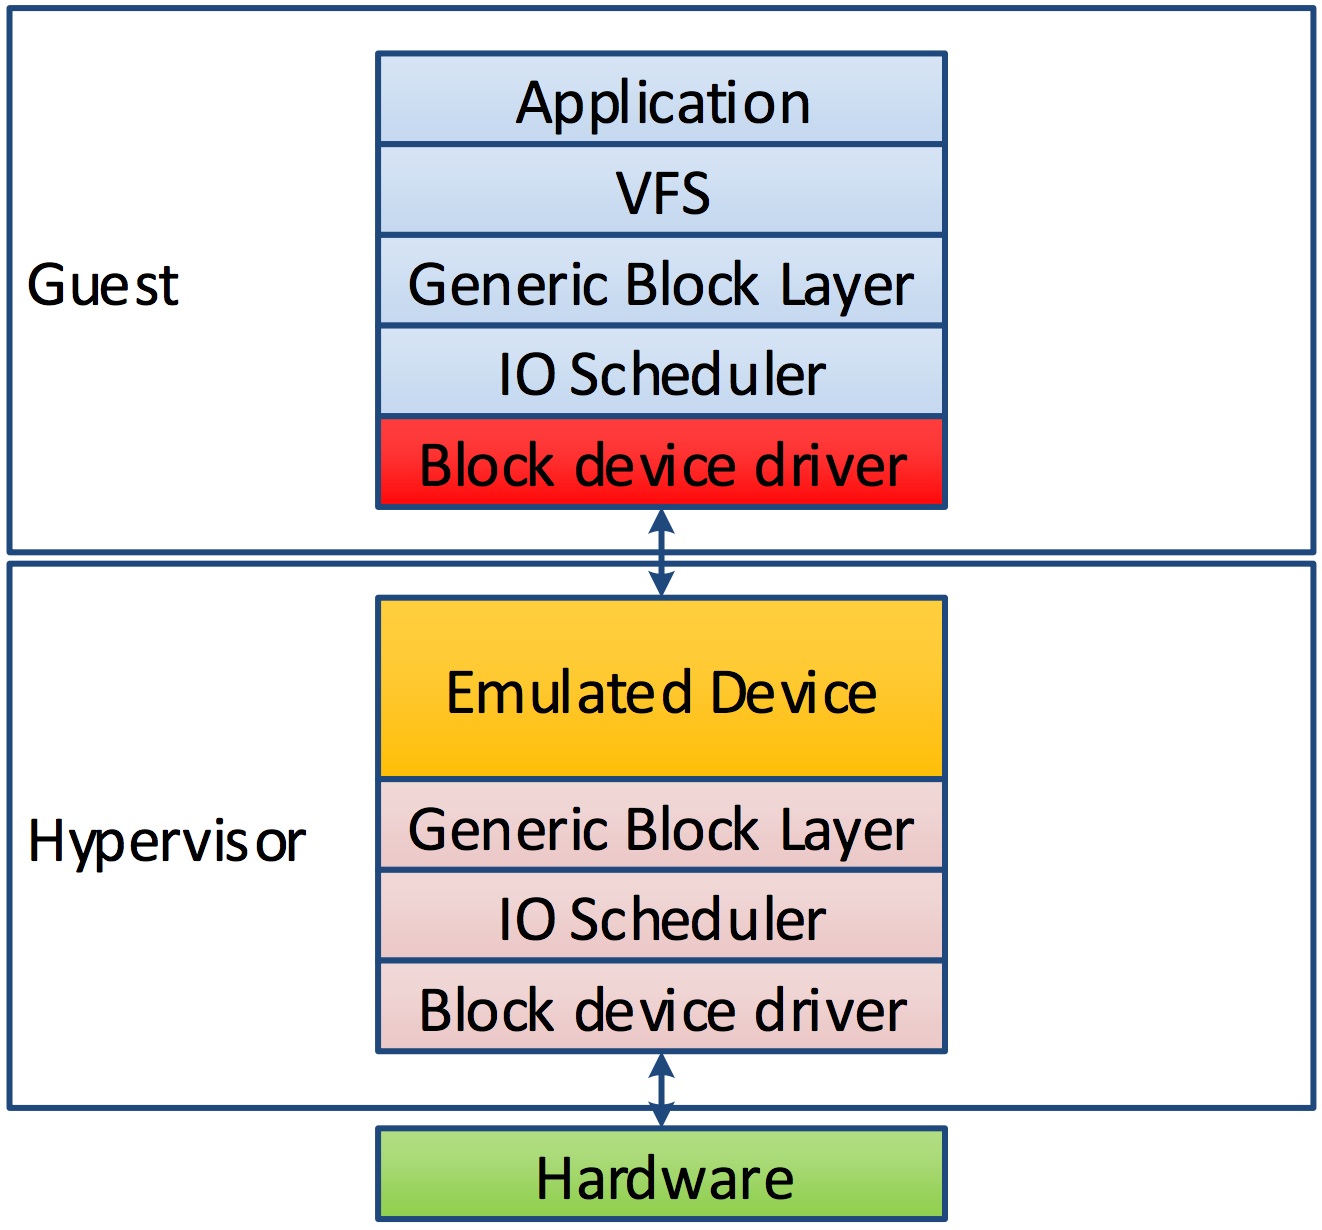 Application
VFS
Guest
Generic Block Layer
IO Scheduler
Block device driver
Emulated Device
Hypervisor
Generic Block Layer
IO Scheduler
Block device driver
Hardware